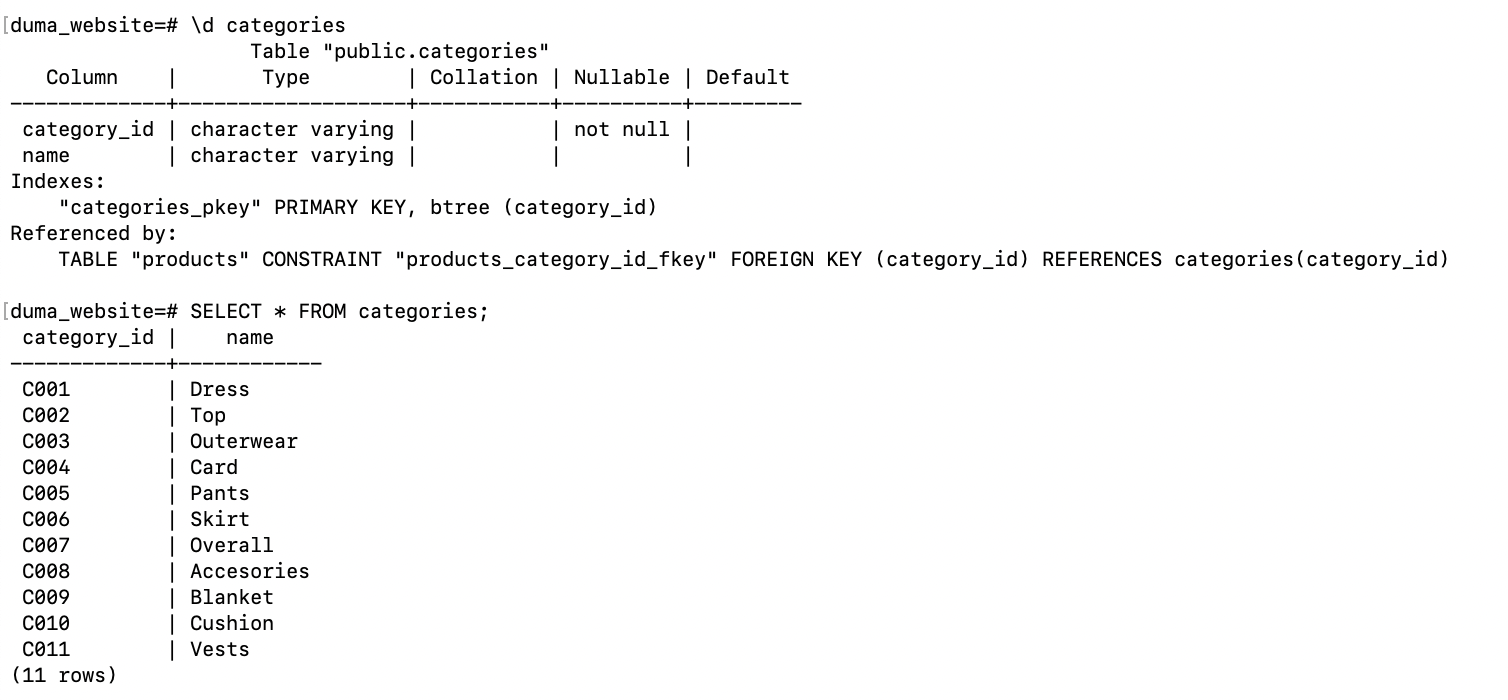 [duma_website=# \d categories
Table "public.categories"
Column | Type | Collation | Nullable | Default
-------------+-------------------+-----------+----------+---------
category_id | character varying | | not null |
name | character varying | | |
Indexes:
"categories_pkey" PRIMARY KEY, btree (category_id)
Referenced by:
TABLE "products" CONSTRAINT "products_category_id_fkey" FOREIGN KEY (category_id) REFERENCES categories(category_id)
[duma_website=# SELECT * FROM categories;
category_id | name
-------------+------------
C001 | Dress
C002 | Top
C003 | Outerwear
C004 | Card
C005 | Pants
C006 | Skirt
C007 | Overall
C008 | Accesories
C009 | Blanket
C010 | Cushion
C011 | Vests
(11 rows)